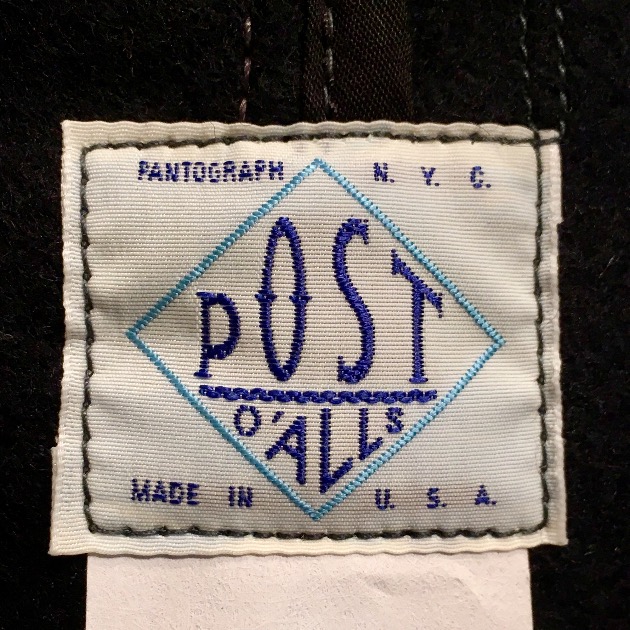 PANTOGRAPH N. Y. C.
POST
O'ALLS
MADE IN U. S. A.